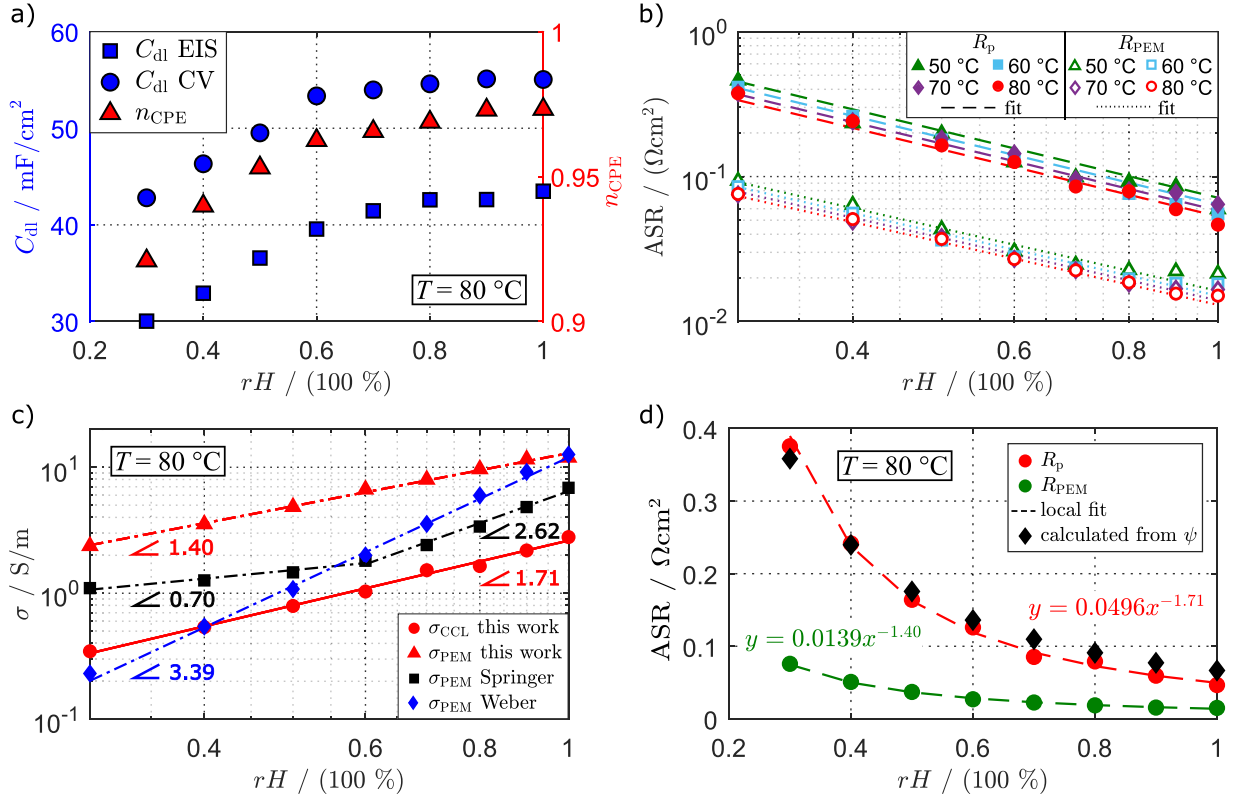 a)
60
50
40
30
C_dl / mF/cm²
C_dl EIS
C_dl CV
n_CPE
T = 80 °C
1
0.95
0.9
n_CPE
0.2 0.4 0.6 0.8 1
rH / (100 %)
b)
10⁰
10⁻¹
10⁻²
ASR / (Ωcm²)
R_p R_PEM
50 °C 60 °C 50 °C 60 °C
70 °C 80 °C 70 °C 80 °C
fit fit
0.4 0.6 0.8 1
rH / (100 %)
c)
10¹
10⁰
10⁻¹
σ / S/m
T = 80 °C
1.40
2.62
0.70
1.71
3.39
σ_CCL this work
σ_PEM this work
σ_PEM Springer
σ_PEM Weber
0.4 0.6 0.8 1
rH / (100 %)
d)
0.4
0.3
0.2
0.1
0
ASR / Ωcm²
T = 80 °C
R_p
R_PEM
local fit
calculated from ψ
y = 0.0496x^−1.71
y = 0.0139x^−1.40
0.2 0.4 0.6 0.8 1
rH / (100 %)